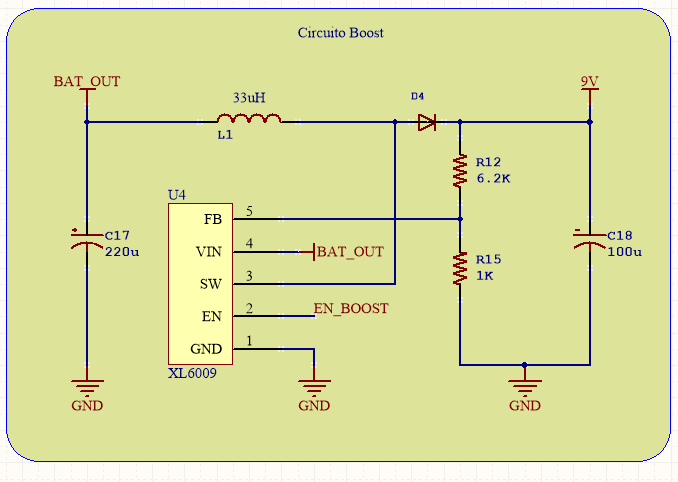 Circuito Boost
BAT_OUT
33uH
D4
9V
L1
R12
6.2K
U4
FB 5
C17
220u
VIN 4
BAT_OUT
C18
100u
R15
1K
SW 3
EN 2
EN_BOOST
GND 1
XL6009
GND
GND
GND